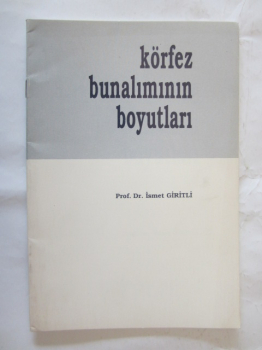 körfez
bunalımının
boyutları
Prof. Dr. İsmet GİRİTLİ